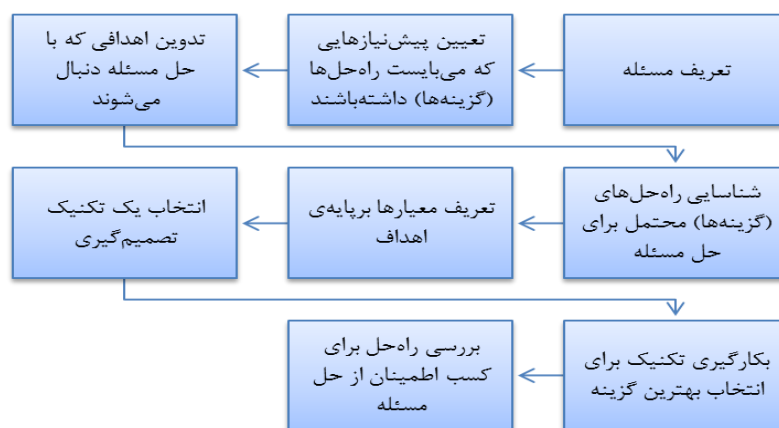 تعریف مسئله
تعیین پیش‌نیازهایی
که می‌بایست راه‌حل‌ها
(گزینه‌ها) داشته‌باشند
تدوین اهدافی که با
حل مسئله دنبال
می‌شوند
شناسایی راه‌حل‌های
(گزینه‌ها) محتمل برای
حل مسئله
تعریف معیارها برپایه‌ی
اهداف
انتخاب یک تکنیک
تصمیم‌گیری
بکارگیری تکنیک برای
انتخاب بهترین گزینه
بررسی راه‌حل برای
کسب اطمینان از حل
مسئله